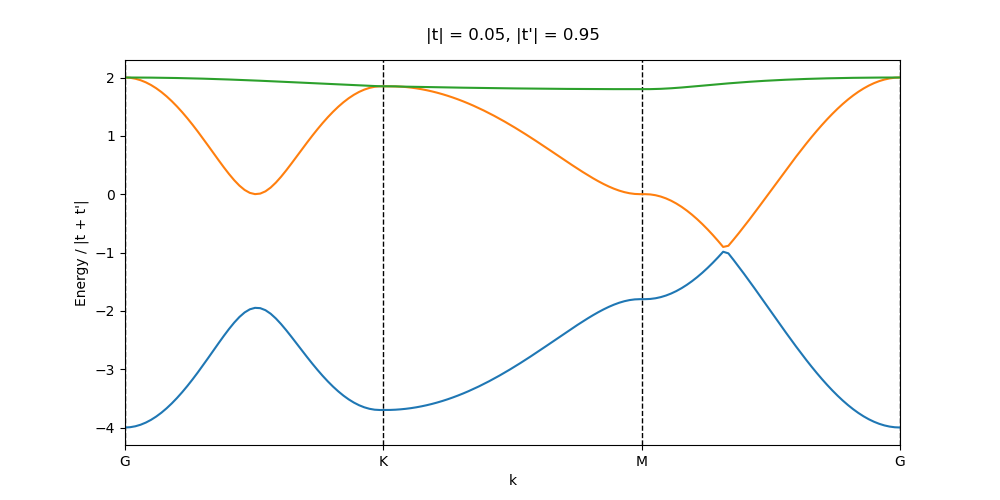 |t| = 0.05, |t'| = 0.95
Energy / |t + t'|
2
1
0
−1
−2
−3
−4
G
K
M
G
k